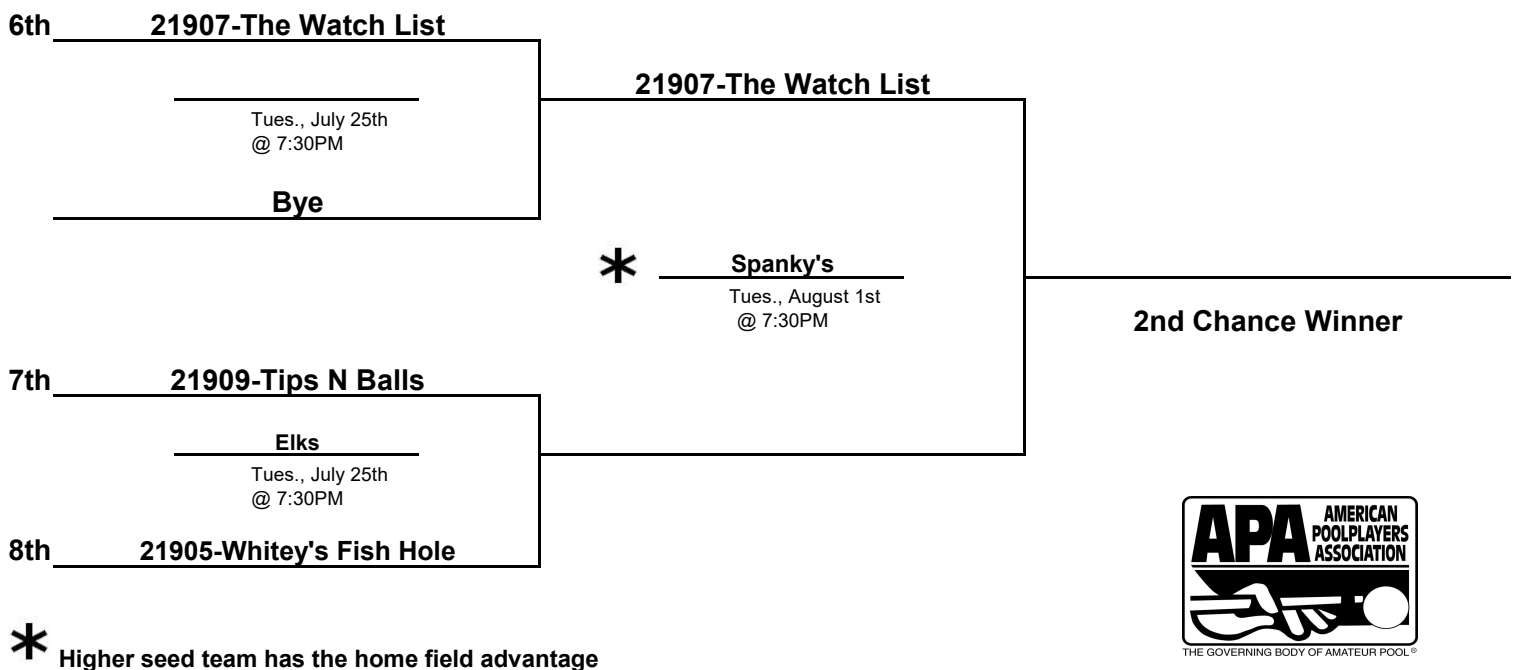 6th 21907-The Watch List
21907-The Watch List
Tues., July 25th
@ 7:30PM
Bye
* Spanky's
Tues., August 1st
@ 7:30PM
2nd Chance Winner
7th 21909-Tips N Balls
Elks
Tues., July 25th
@ 7:30PM
8th 21905-Whitey's Fish Hole
* Higher seed team has the home field advantage
APA AMERICAN
POOLPLAYERS
ASSOCIATION
THE GOVERNING BODY OF AMATEUR POOL®